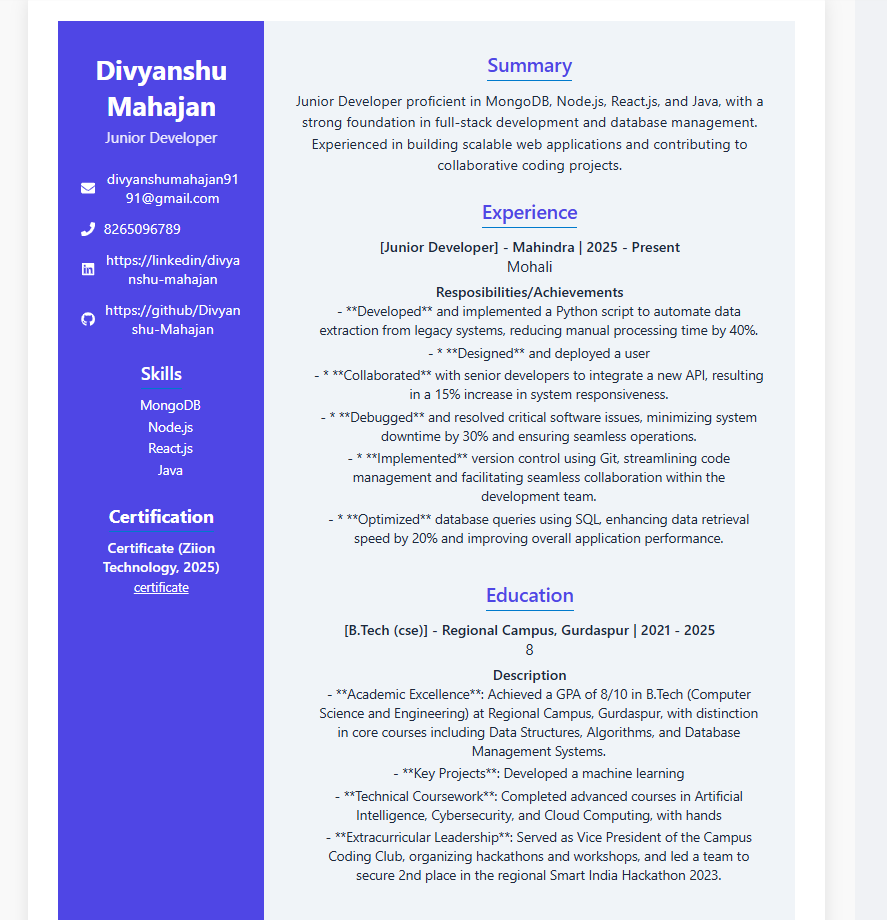 Divyanshu
Mahajan
Junior Developer
divyanshumahajan91
91@gmail.com
8265096789
https://linkedin/divya
nshu-mahajan
https://github/Divyan
shu-Mahajan
Skills
MongoDB
Node.js
React.js
Java
Certification
Certificate (Ziion
Technology, 2025)
certificate
Summary
Junior Developer proficient in MongoDB, Node.js, React.js, and Java, with a
strong foundation in full-stack development and database management.
Experienced in building scalable web applications and contributing to
collaborative coding projects.
Experience
[Junior Developer] - Mahindra | 2025 - Present
Mohali
Resposibilities/Achievements
- **Developed** and implemented a Python script to automate data
extraction from legacy systems, reducing manual processing time by 40%.
- * **Designed** and deployed a user
- * **Collaborated** with senior developers to integrate a new API, resulting
in a 15% increase in system responsiveness.
- * **Debugged** and resolved critical software issues, minimizing system
downtime by 30% and ensuring seamless operations.
- * **Implemented** version control using Git, streamlining code
management and facilitating seamless collaboration within the
development team.
- * **Optimized** database queries using SQL, enhancing data retrieval
speed by 20% and improving overall application performance.
Education
[B.Tech (cse)] - Regional Campus, Gurdaspur | 2021 - 2025
8
Description
- **Academic Excellence**: Achieved a GPA of 8/10 in B.Tech (Computer
Science and Engineering) at Regional Campus, Gurdaspur, with distinction
in core courses including Data Structures, Algorithms, and Database
Management Systems.
- **Key Projects**: Developed a machine learning
- **Technical Coursework**: Completed advanced courses in Artificial
Intelligence, Cybersecurity, and Cloud Computing, with hands
- **Extracurricular Leadership**: Served as Vice President of the Campus
Coding Club, organizing hackathons and workshops, and led a team to
secure 2nd place in the regional Smart India Hackathon 2023.